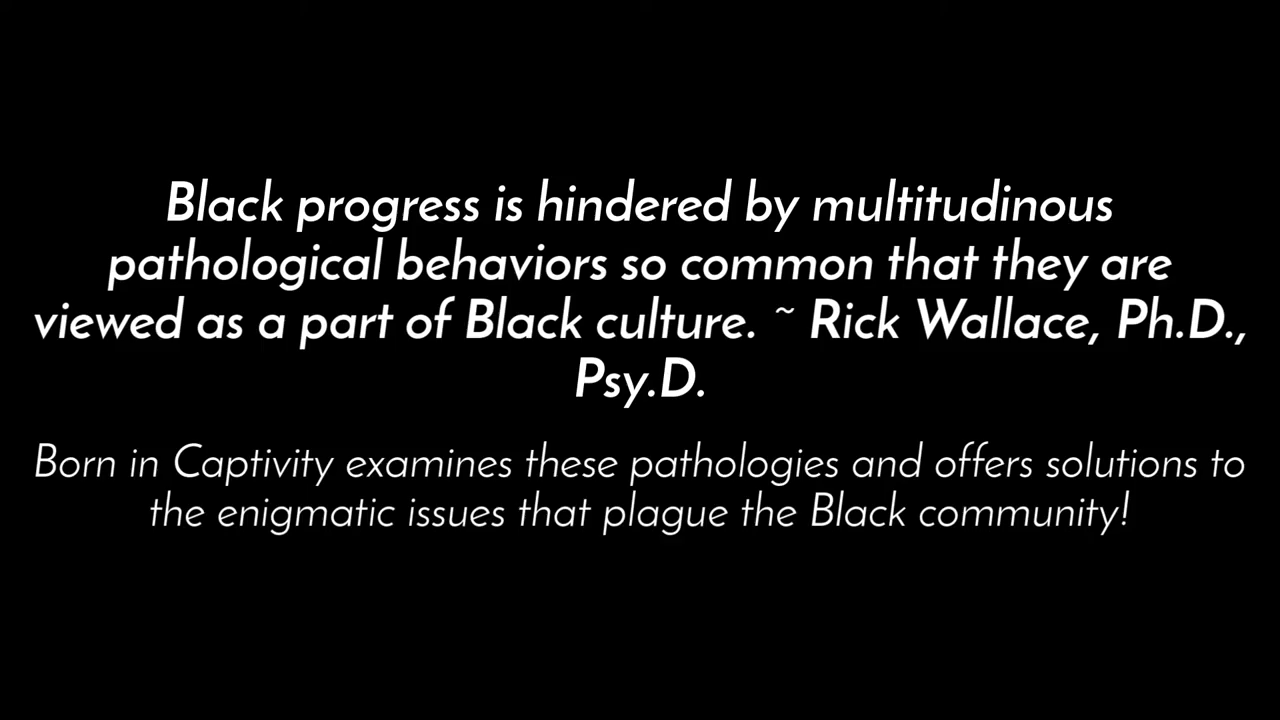 Black progress is hindered by multitudinous
pathological behaviors so common that they are
viewed as a part of Black culture. ~ Rick Wallace, Ph.D.,
Psy.D.
Born in Captivity examines these pathologies and offers solutions to
the enigmatic issues that plague the Black community!